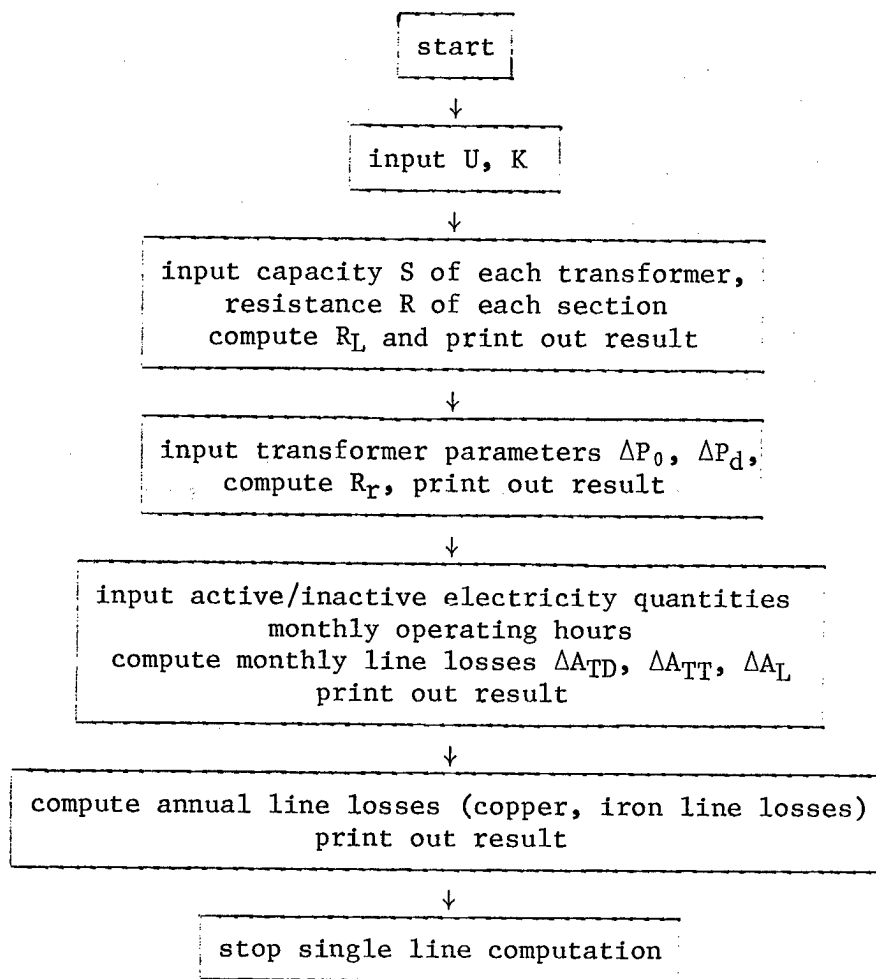 start
↓
input U, K
↓
input capacity S of each transformer,
resistance R of each section
compute R_L and print out result
↓
input transformer parameters ΔP₀, ΔP_d,
compute R_r, print out result
↓
input active/inactive electricity quantities
monthly operating hours
compute monthly line losses ΔA_TD, ΔA_TT, ΔA_L
print out result
↓
compute annual line losses (copper, iron line losses)
print out result
↓
stop single line computation